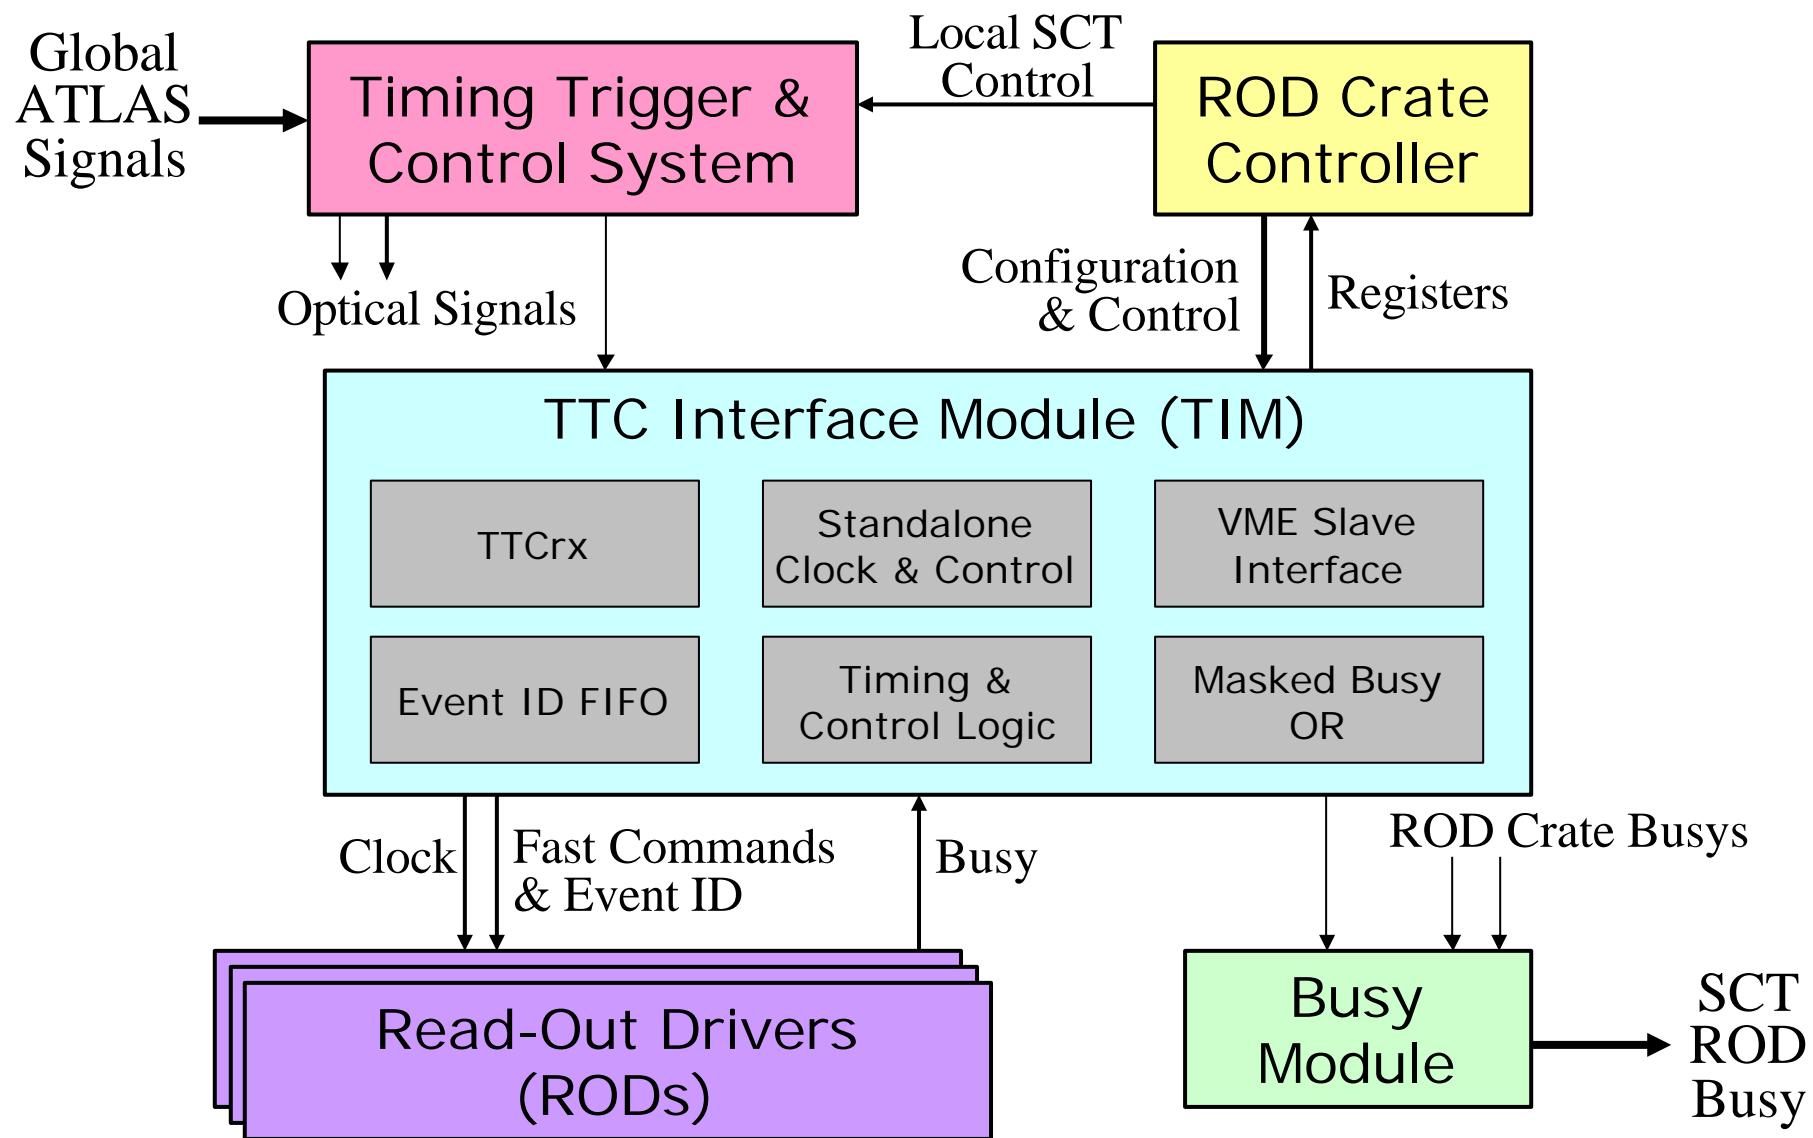 Global
ATLAS
Signals
Timing Trigger &
Control System
Local SCT
Control
ROD Crate
Controller
Optical Signals
Configuration
& Control
Registers
TTC Interface Module (TIM)
TTCrx
Standalone
Clock & Control
VME Slave
Interface
Event ID FIFO
Timing &
Control Logic
Masked Busy
OR
Clock
Fast Commands
& Event ID
Busy
ROD Crate Busys
Read-Out Drivers
(RODs)
Busy
Module
SCT
ROD
Busy